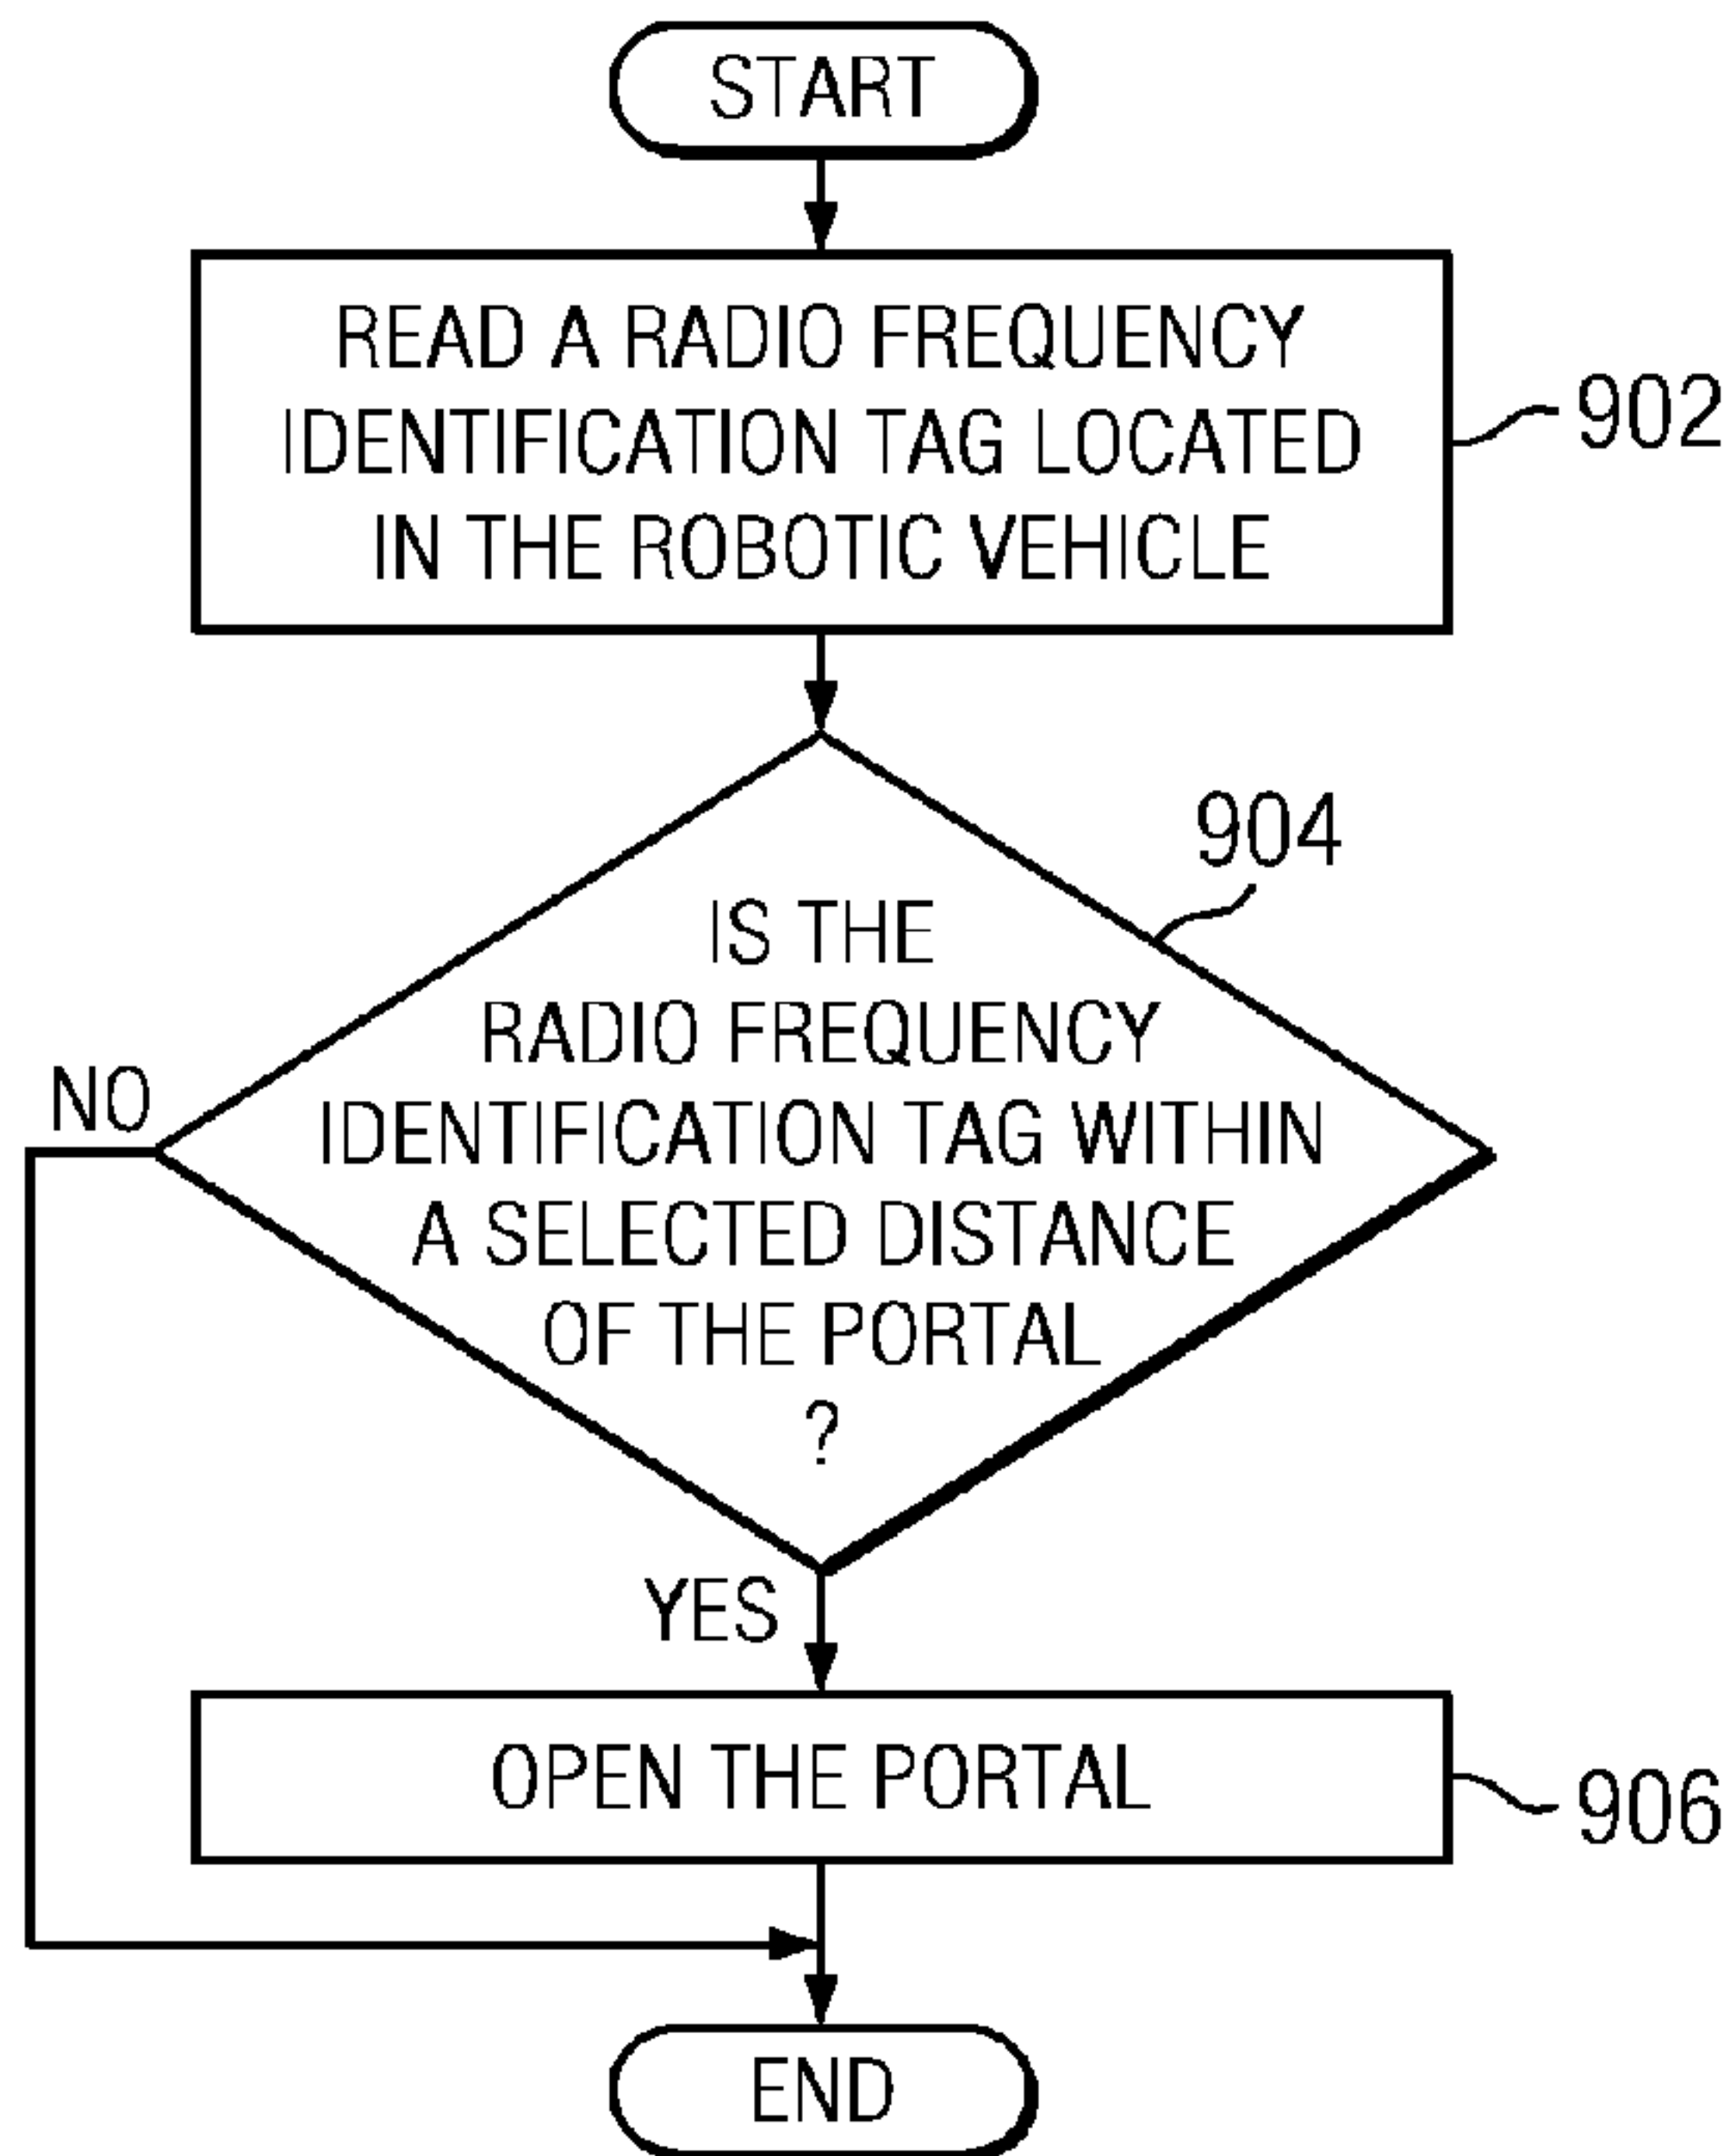 START
READ A RADIO FREQUENCY
IDENTIFICATION TAG LOCATED
IN THE ROBOTIC VEHICLE
902
904
IS THE
RADIO FREQUENCY
IDENTIFICATION TAG WITHIN
A SELECTED DISTANCE
OF THE PORTAL
?
NO
YES
OPEN THE PORTAL
906
END